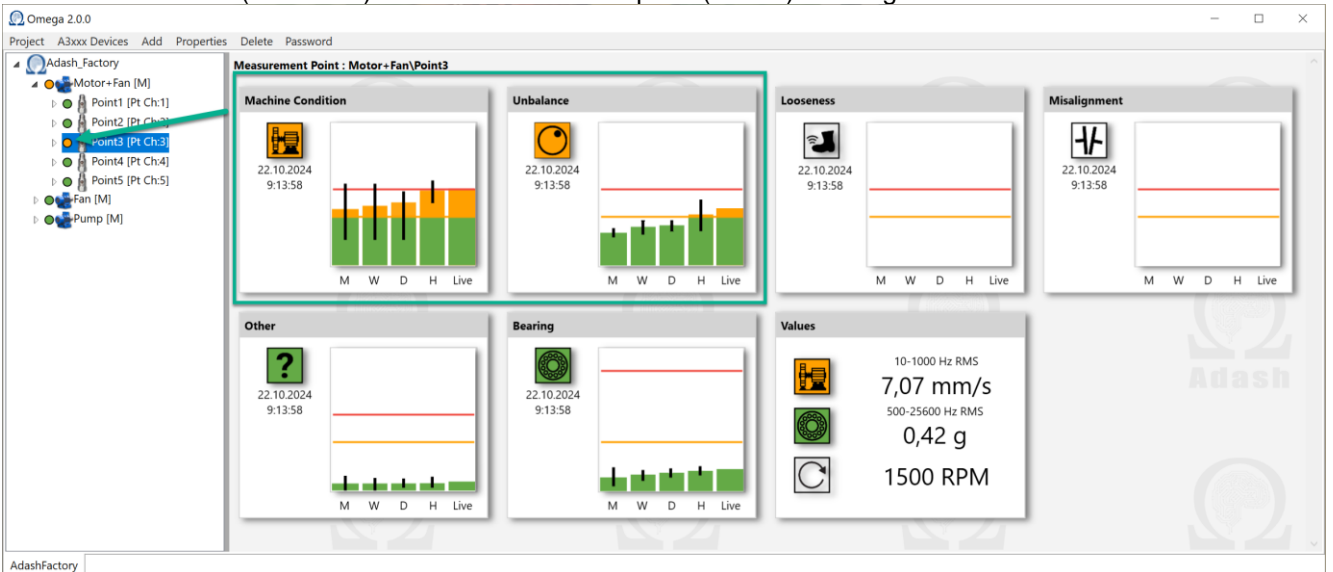 Omega 2.0.0
Project A3xxx Devices Add Properties Delete Password
Adash_Factory
Motor+Fan [M]
Point1 [Pt Ch:1]
Point2 [Pt Ch:2]
Point3 [Pt Ch:3]
Point4 [Pt Ch:4]
Point5 [Pt Ch:5]
Fan [M]
Pump [M]
Measurement Point : Motor+Fan\Point3
Machine Condition
22.10.2024
9:13:58
M W D H Live
Unbalance
22.10.2024
9:13:58
M W D H Live
Looseness
22.10.2024
9:13:58
M W D H Live
Misalignment
22.10.2024
9:13:58
M W D H Live
Other
?
22.10.2024
9:13:58
M W D H Live
Bearing
22.10.2024
9:13:58
M W D H Live
Values
10-1000 Hz RMS
7,07 mm/s
500-25600 Hz RMS
0,42 g
1500 RPM
Adash
AdashFactory